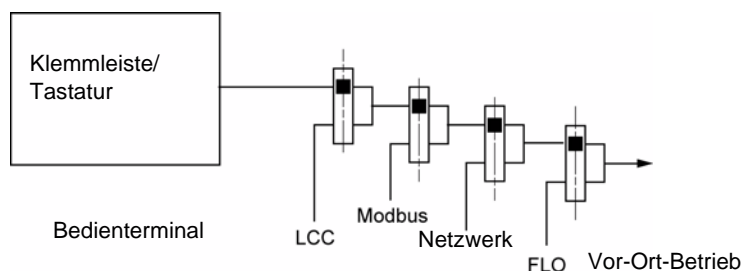 Klemmleiste/
Tastatur
Bedienterminal
LCC
Modbus
Netzwerk
FLO
Vor-Ort-Betrieb